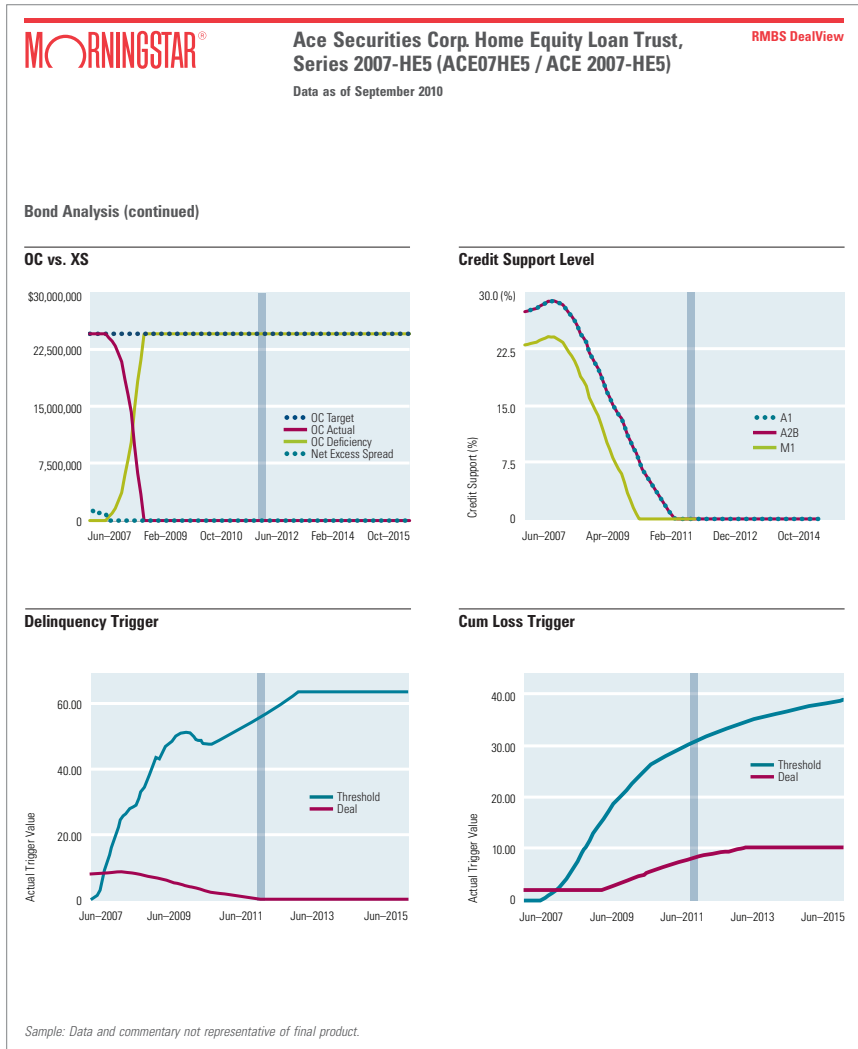 MORNINGSTAR®
Ace Securities Corp. Home Equity Loan Trust,
Series 2007-HE5 (ACE07HE5 / ACE 2007-HE5)
Data as of September 2010
RMBS DealView
Bond Analysis (continued)
OC vs. XS
$30,000,000
22,500,000
15,000,000
7,500,000
0
OC Target
OC Actual
OC Deficiency
Net Excess Spread
Jun–2007 Feb–2009 Oct–2010 Jun–2012 Feb–2014 Oct–2015
Credit Support Level
30.0 (%)
22.5
15.0
7.5
0
Credit Support (%)
A1
A2B
M1
Jun–2007 Apr–2009 Feb–2011 Dec–2012 Oct–2014
Delinquency Trigger
60.00
40.00
20.00
0
Actual Trigger Value
Threshold
Deal
Jun–2007 Jun–2009 Jun–2011 Jun–2013 Jun–2015
Cum Loss Trigger
40.00
30.00
20.00
10.00
0
Actual Trigger Value
Threshold
Deal
Jun–2007 Jun–2009 Jun–2011 Jun–2013 Jun–2015
Sample: Data and commentary not representative of final product.